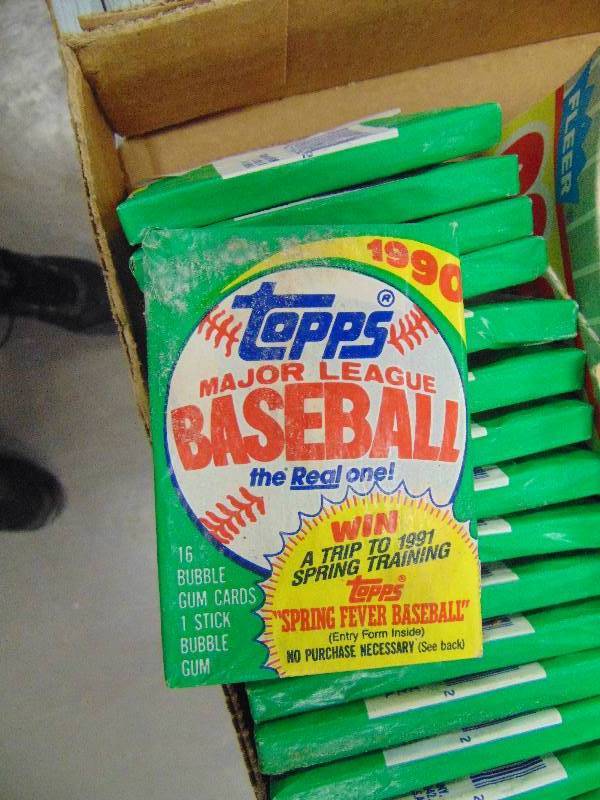 FLEER
1990
Topps®
MAJOR LEAGUE
BASEBALL
the Real one!
16
BUBBLE
GUM CARDS
1 STICK
BUBBLE
GUM
WIN
A TRIP TO 1991
SPRING TRAINING
Topps®
"SPRING FEVER BASEBALL"
(Entry Form Inside)
NO PURCHASE NECESSARY (See back)